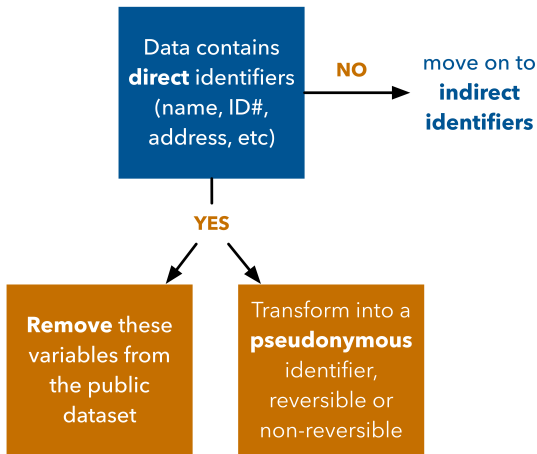 Data contains
direct identifiers
(name, ID#,
address, etc)
NO
move on to
indirect
identifiers
YES
Remove these
variables from
the public
dataset
Transform into a
pseudonymous
identifier,
reversible or
non-reversible